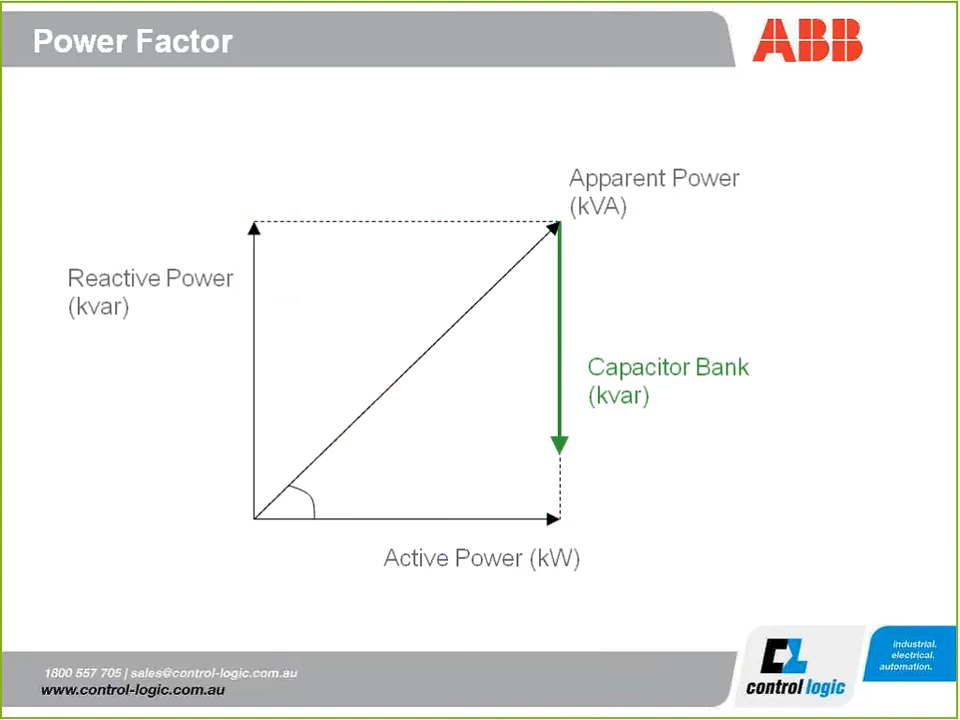 Power Factor
ABB
Apparent Power
(kVA)
Reactive Power
(kvar)
Capacitor Bank
(kvar)
Active Power (kW)
1800 557 705 | sales@control-logic.com.au
www.control-logic.com.au
control logic
industrial.
electrical.
automation.